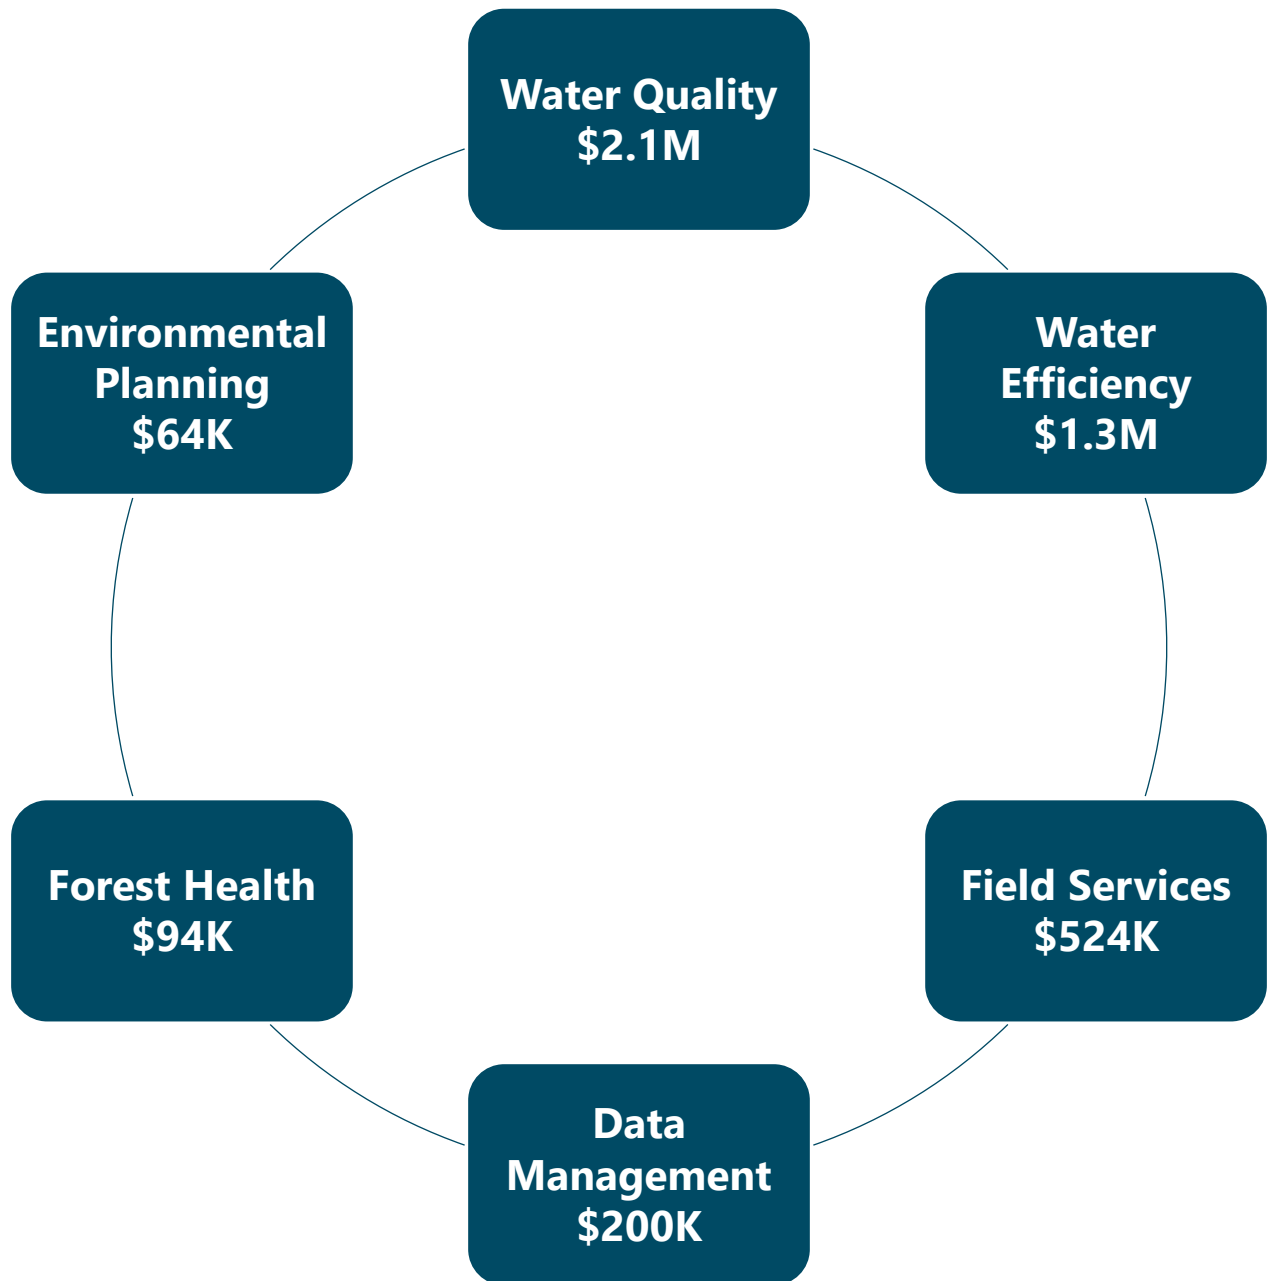 Water Quality
$2.1M
Water
Efficiency
$1.3M
Field Services
$524K
Data
Management
$200K
Forest Health
$94K
Environmental
Planning
$64K